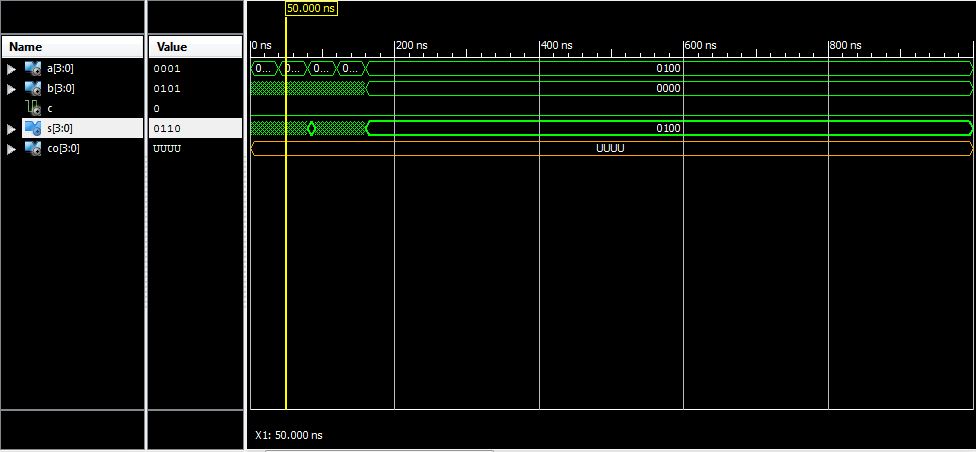 50.000 ns
Name Value
0 ns 200 ns 400 ns 600 ns 800 ns
a[3:0] 0001 0... 0... 0... 0... 0100
b[3:0] 0101 0000
c 0
s[3:0] 0110 0100
co[3:0] UUUU UUUU
X1: 50.000 ns